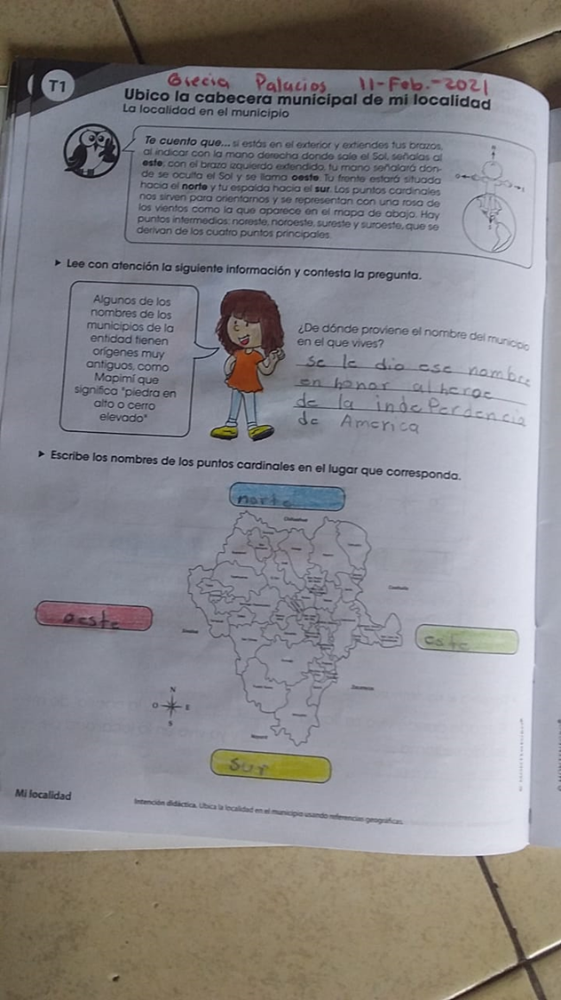 Grecia Palacios 11-Feb.-2021
T1
Ubico la cabecera municipal de mi localidad
La localidad en el municipio
Te cuento que... si estás en el exterior y extiendes tus brazos,
al indicar con la mano derecha donde sale el Sol, señalas al
este; con el brazo izquierdo extendido, tu mano señalará don-
de se oculta el Sol y se llama oeste. Tu frente estará situada
hacia el norte y tu espalda hacia el sur. Los puntos cardinales
nos sirven para orientarnos y se representan con una rosa de
los vientos como la que aparece en el mapa de abajo. Hay
puntos intermedios: noreste, noroeste, sureste y suroeste, que se
derivan de los cuatro puntos principales.
Lee con atención la siguiente información y contesta la pregunta.
Algunos de los
nombres de los
municipios de la
entidad tienen
orígenes muy
antiguos, como
Mapimí que
significa "piedra en
alto o cerro
elevado"
¿De dónde proviene el nombre del municipio
en el que vives?
se le dio ese nombre
en honor al heroe
de la independencia
de America
Escribe los nombres de los puntos cardinales en el lugar que corresponda.
norte
Chihuahua
Coahuila
oeste
Sinaloa
este
Zacatecas
N
O E
S
Nayarit
sur
Mi localidad
Intención didáctica. Ubica la localidad en el municipio usando referencias geográficas.